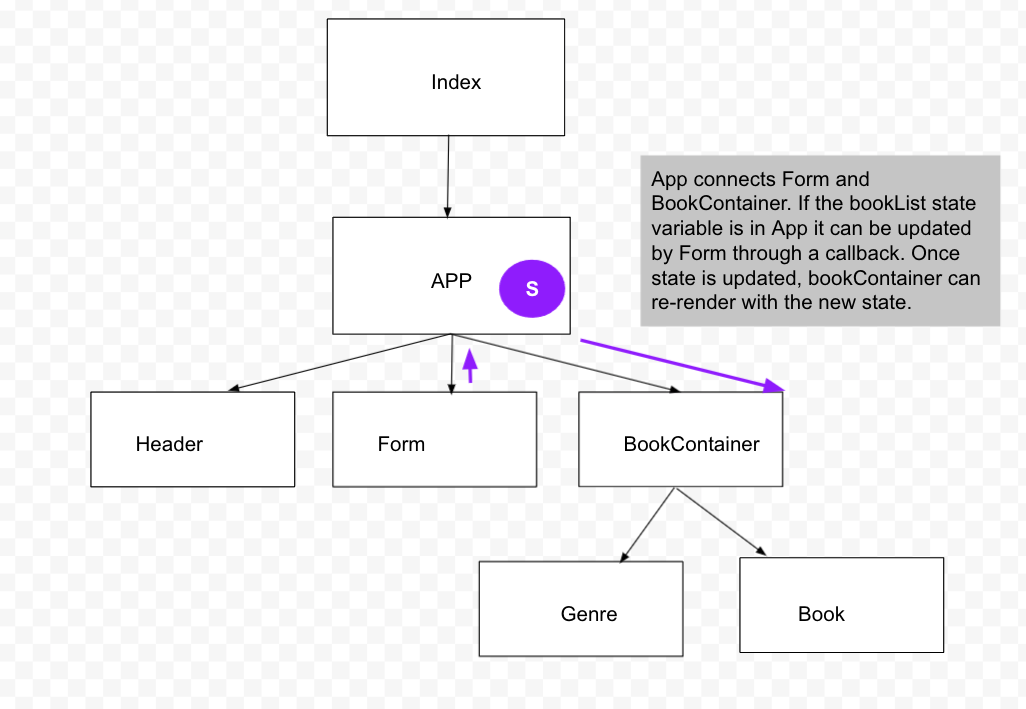 Index
App connects Form and
BookContainer. If the bookList state
variable is in App it can be updated
by Form through a callback. Once
state is updated, bookContainer can
re-render with the new state.
APP
S
Header
Form
BookContainer
Genre
Book